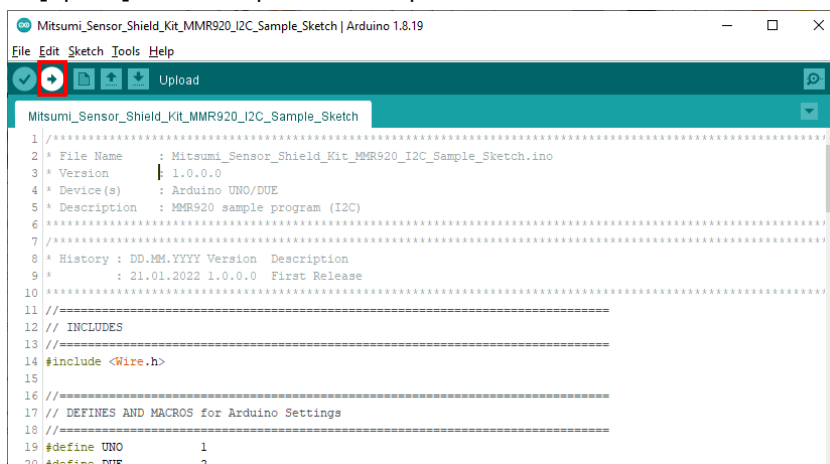 Mitsumi_Sensor_Shield_Kit_MMR920_I2C_Sample_Sketch | Arduino 1.8.19
File Edit Sketch Tools Help
Upload
Mitsumi_Sensor_Shield_Kit_MMR920_I2C_Sample_Sketch
1 /******************************************************************************************
2 * File Name : Mitsumi_Sensor_Shield_Kit_MMR920_I2C_Sample_Sketch.ino
3 * Version : 1.0.0.0
4 * Device(s) : Arduino UNO/DUE
5 * Description : MMR920 sample program (I2C)
6 ******************************************************************************************
7 /******************************************************************************************
8 * History : DD.MM.YYYY Version Description
9 * : 21.01.2022 1.0.0.0 First Release
10 ******************************************************************************************
11 //==============================================================================
12 // INCLUDES
13 //==============================================================================
14 #include <Wire.h>
15
16 //==============================================================================
17 // DEFINES AND MACROS for Arduino Settings
18 //==============================================================================
19 #define UNO 1
20 #define DUE 2